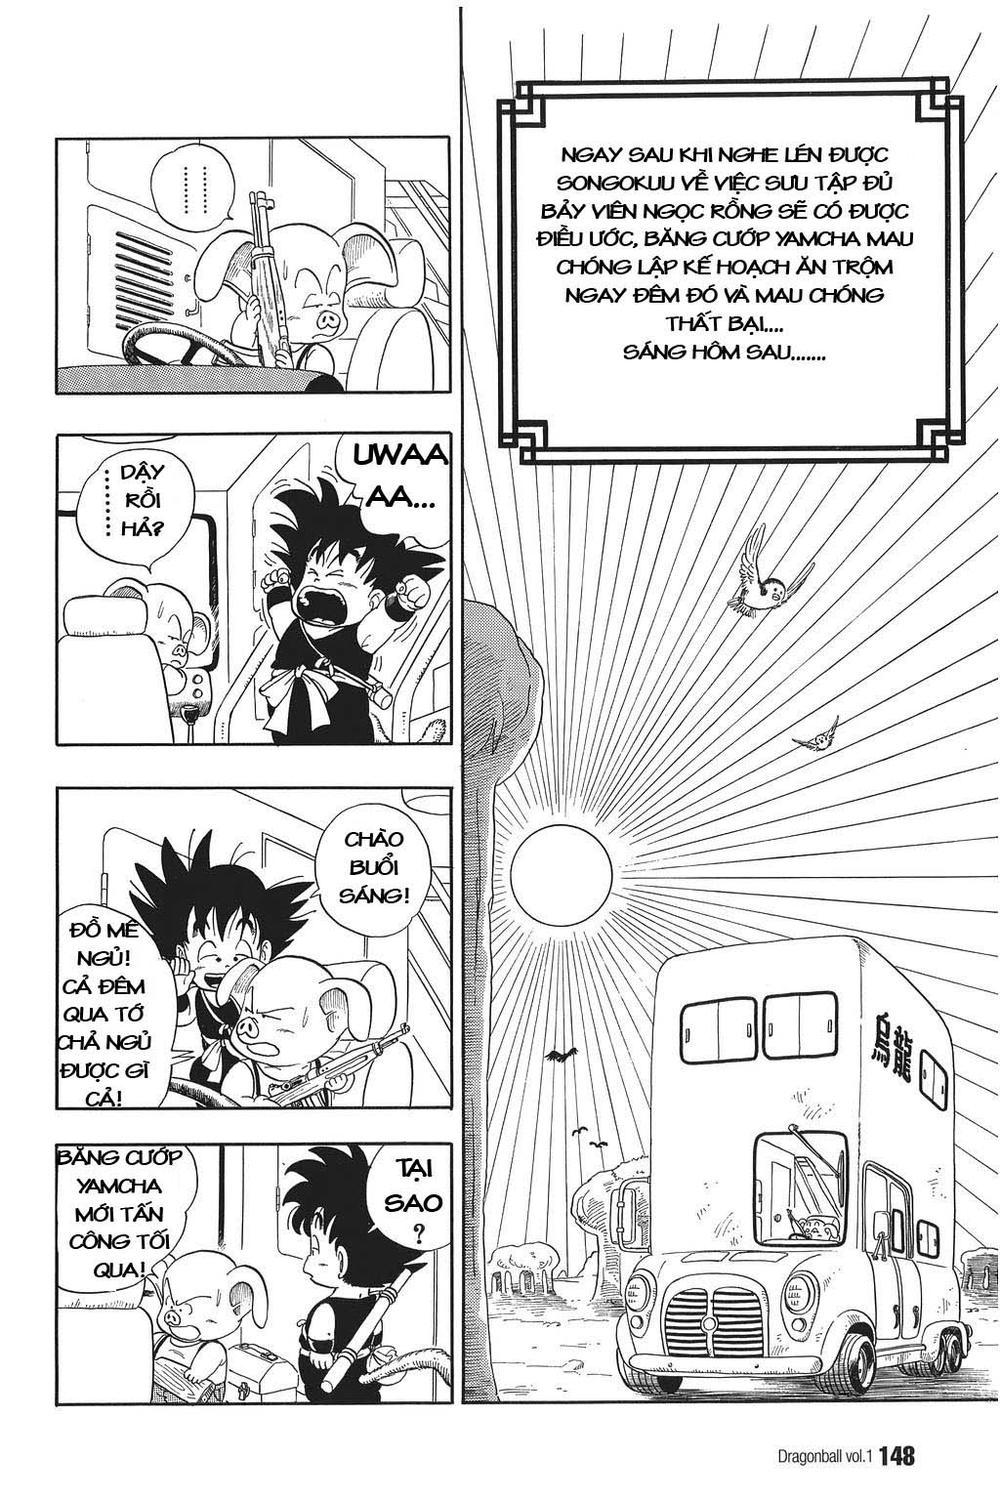 NGAY SAU KHI NGHE LÉN ĐƯỢC
SONGOKUU VỀ VIỆC SƯU TẬP ĐỦ
BẢY VIÊN NGỌC RỒNG SẼ CÓ ĐƯỢC
ĐIỀU ƯỚC, BĂNG CƯỚP YAMCHA MAU
CHÓNG LẬP KẾ HOẠCH ĂN TRỘM
NGAY ĐÊM ĐÓ VÀ MAU CHÓNG
THẤT BẠI....
SÁNG HÔM SAU.......
烏龍
UWAA
AA...
DẬY
RỒI
HẢ?
CHÀO
BUỔI
SÁNG!
ĐỒ MÊ
NGỦ!
CẢ ĐÊM
QUA TỚ
CHẢ NGỦ
ĐƯỢC GÌ
CẢ!
TẠI
SAO
?
BĂNG CƯỚP
YAMCHA
MỚI TẤN
CÔNG TỐI
QUA!
Dragonball vol.1 148